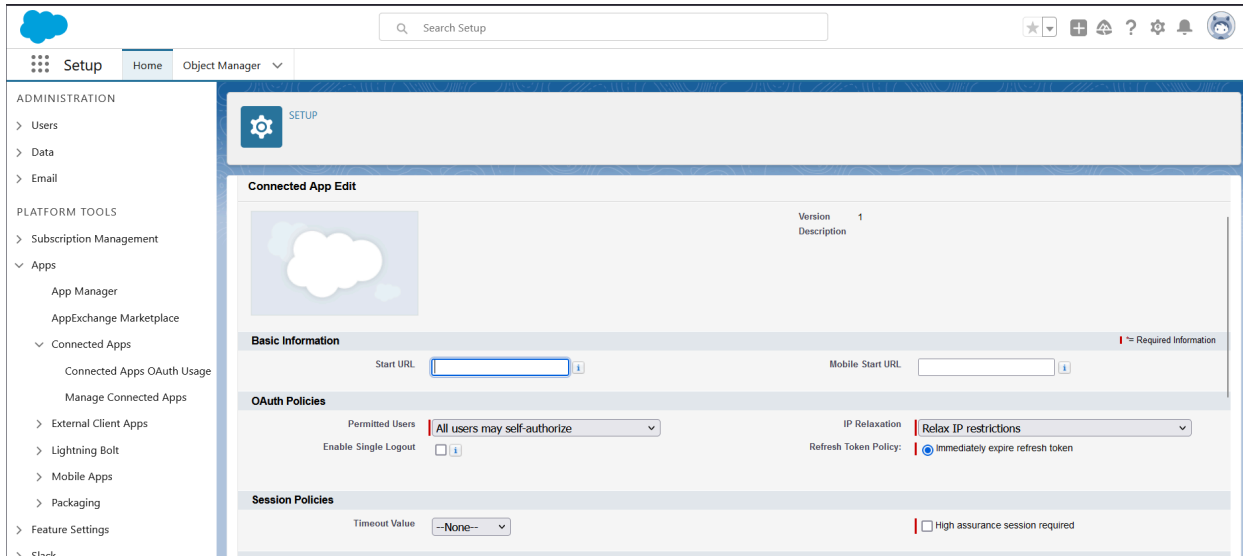 Search Setup
Setup
Home
Object Manager
ADMINISTRATION
Users
Data
Email
PLATFORM TOOLS
Subscription Management
Apps
App Manager
AppExchange Marketplace
Connected Apps
Connected Apps OAuth Usage
Manage Connected Apps
External Client Apps
Lightning Bolt
Mobile Apps
Packaging
Feature Settings
Slack
SETUP
Connected App Edit
Version 1
Description
Basic Information
*= Required Information
Start URL
i
Mobile Start URL
i
OAuth Policies
Permitted Users All users may self-authorize
IP Relaxation Relax IP restrictions
Enable Single Logout
i
Refresh Token Policy: Immediately expire refresh token
Session Policies
Timeout Value --None--
High assurance session required